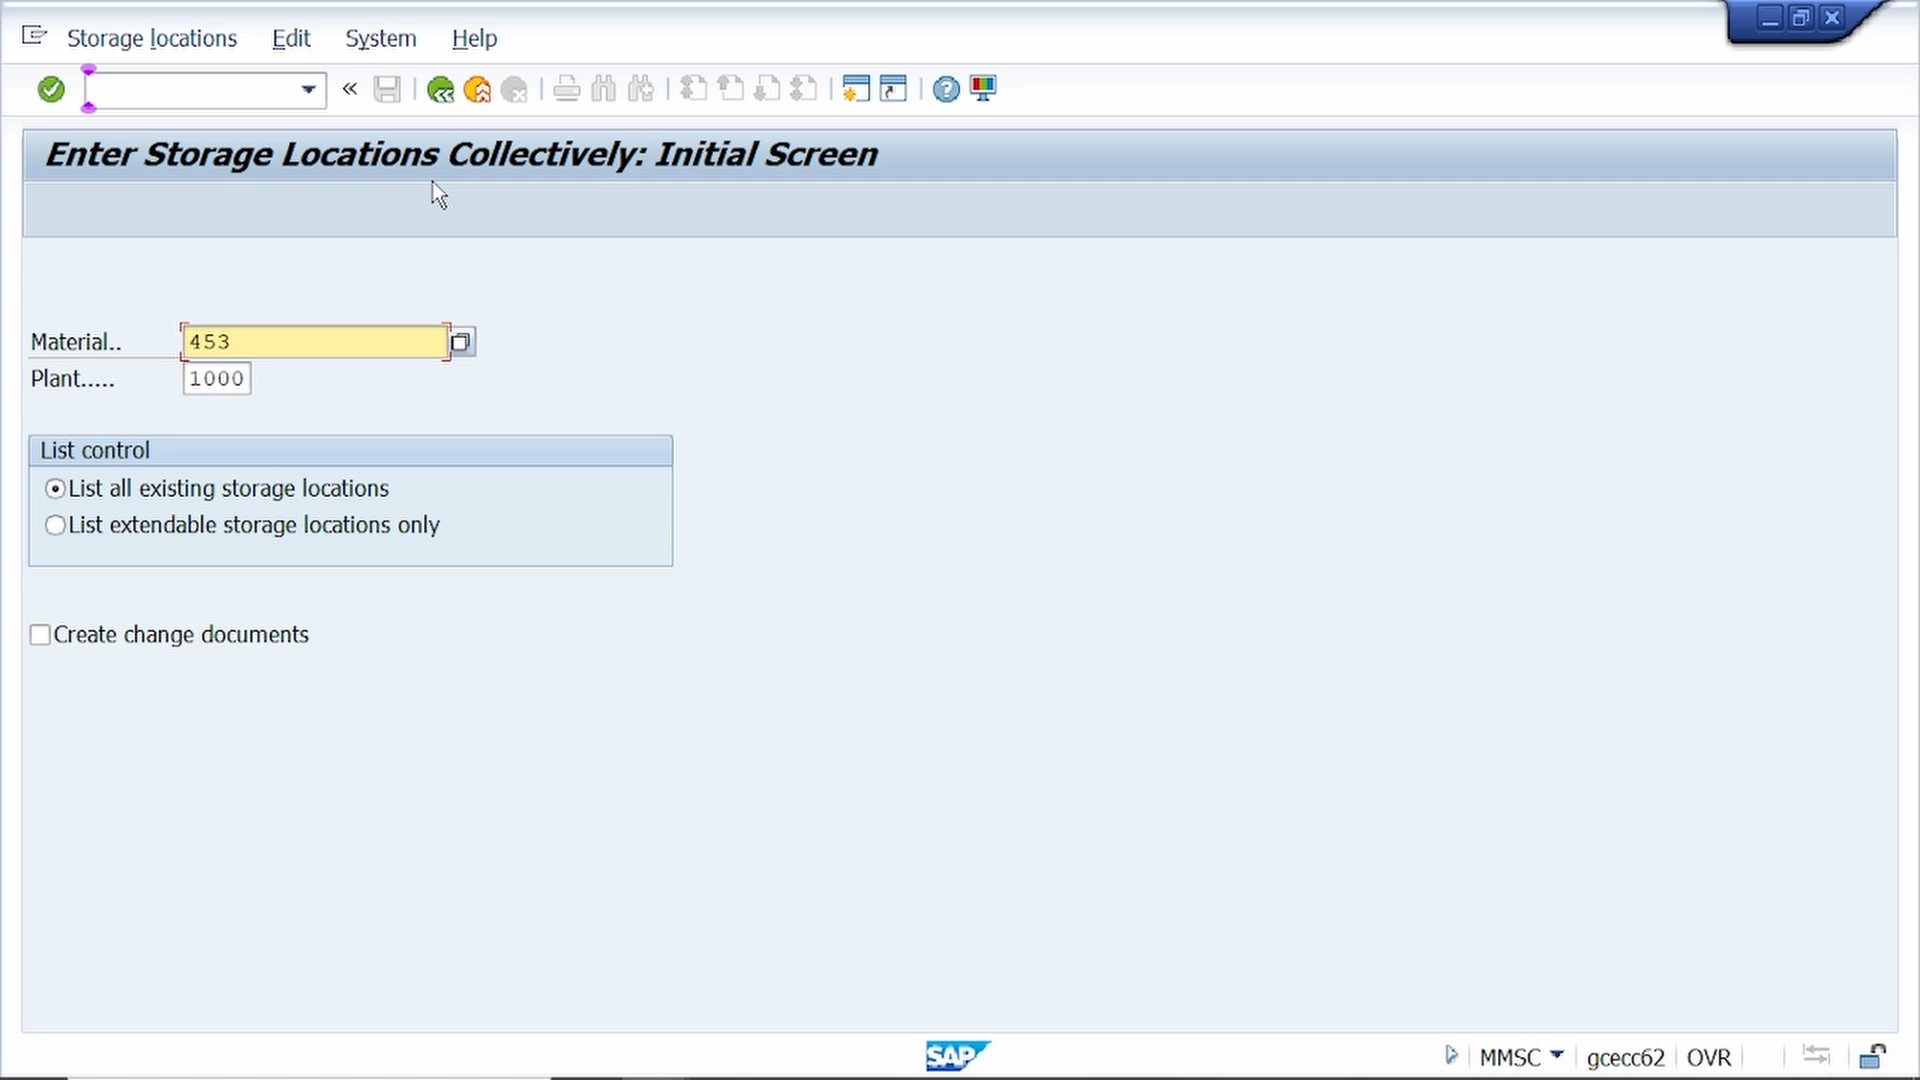 Storage locations Edit System Help
Enter Storage Locations Collectively: Initial Screen
Material.. 453
Plant..... 1000
List control
List all existing storage locations
List extendable storage locations only
Create change documents
SAP MMSC gcecc62 OVR